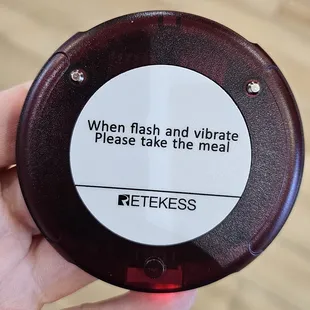 When flash and vibrate
Please take the meal
RETEKESS